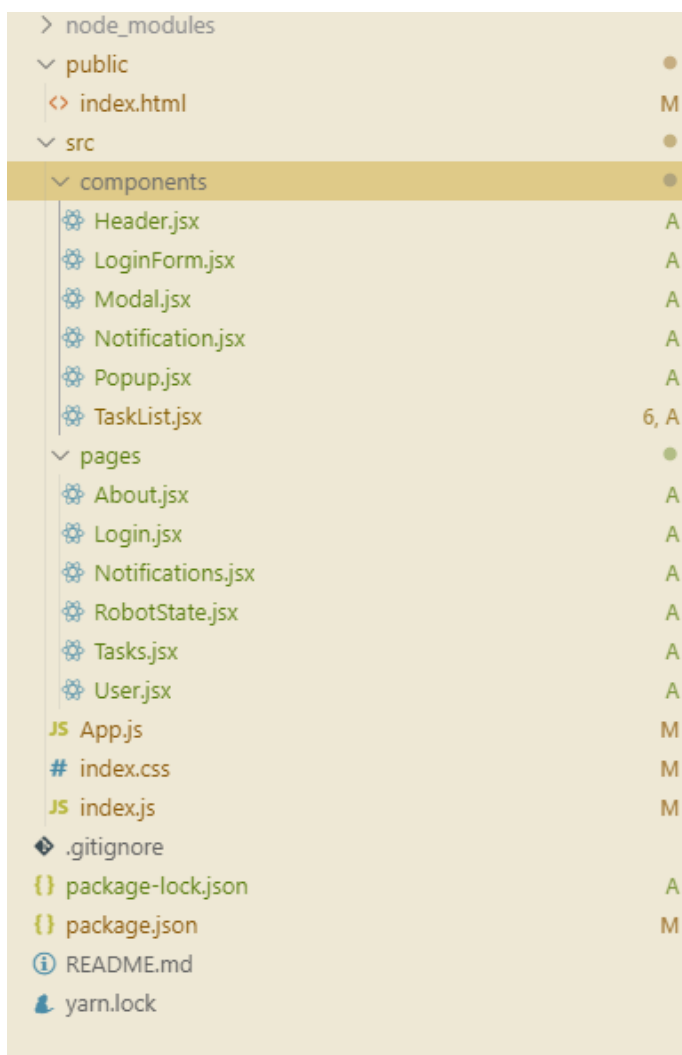 node_modules
public
<> index.html M
src
components
Header.jsx A
LoginForm.jsx A
Modal.jsx A
Notification.jsx A
Popup.jsx A
TaskList.jsx 6, A
pages
About.jsx A
Login.jsx A
Notifications.jsx A
RobotState.jsx A
Tasks.jsx A
User.jsx A
JS App.js M
# index.css M
JS index.js M
.gitignore
{} package-lock.json A
{} package.json M
README.md
yarn.lock